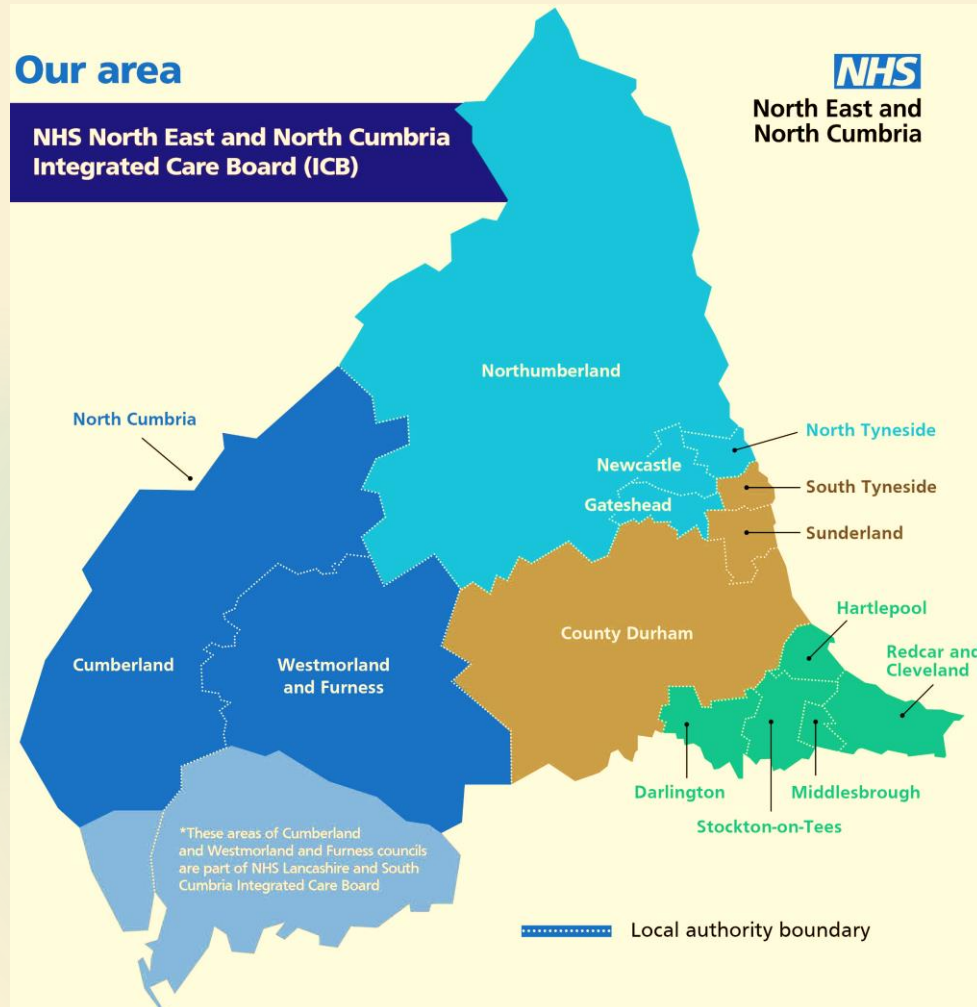 Our area
NHS North East and North Cumbria
Integrated Care Board (ICB)
NHS
North East and
North Cumbria
Northumberland
North Cumbria
North Tyneside
Newcastle
South Tyneside
Gateshead
Sunderland
Hartlepool
County Durham
Redcar and
Cleveland
Cumberland
Westmorland
and Furness
Darlington
Middlesbrough
Stockton-on-Tees
*These areas of Cumberland
and Westmorland and Furness councils
are part of NHS Lancashire and South
Cumbria Integrated Care Board
Local authority boundary